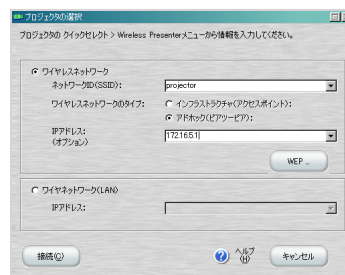 プロジェクタの選択
プロジェクタの クイックセレクト > Wireless Presenterメニューから情報を入力してください。
ワイヤレスネットワーク
ネットワークID(SSID):
projector
ワイヤレスネットワークのタイプ:
インフラストラクチャ(アクセスポイント):
アドホック(ピアツーピア):
IPアドレス:
(オプション)
172.16.5.1
WEP ...
ワイヤネットワーク(LAN)
IPアドレス:
接続(O)
ヘルプ(H)
キャンセル